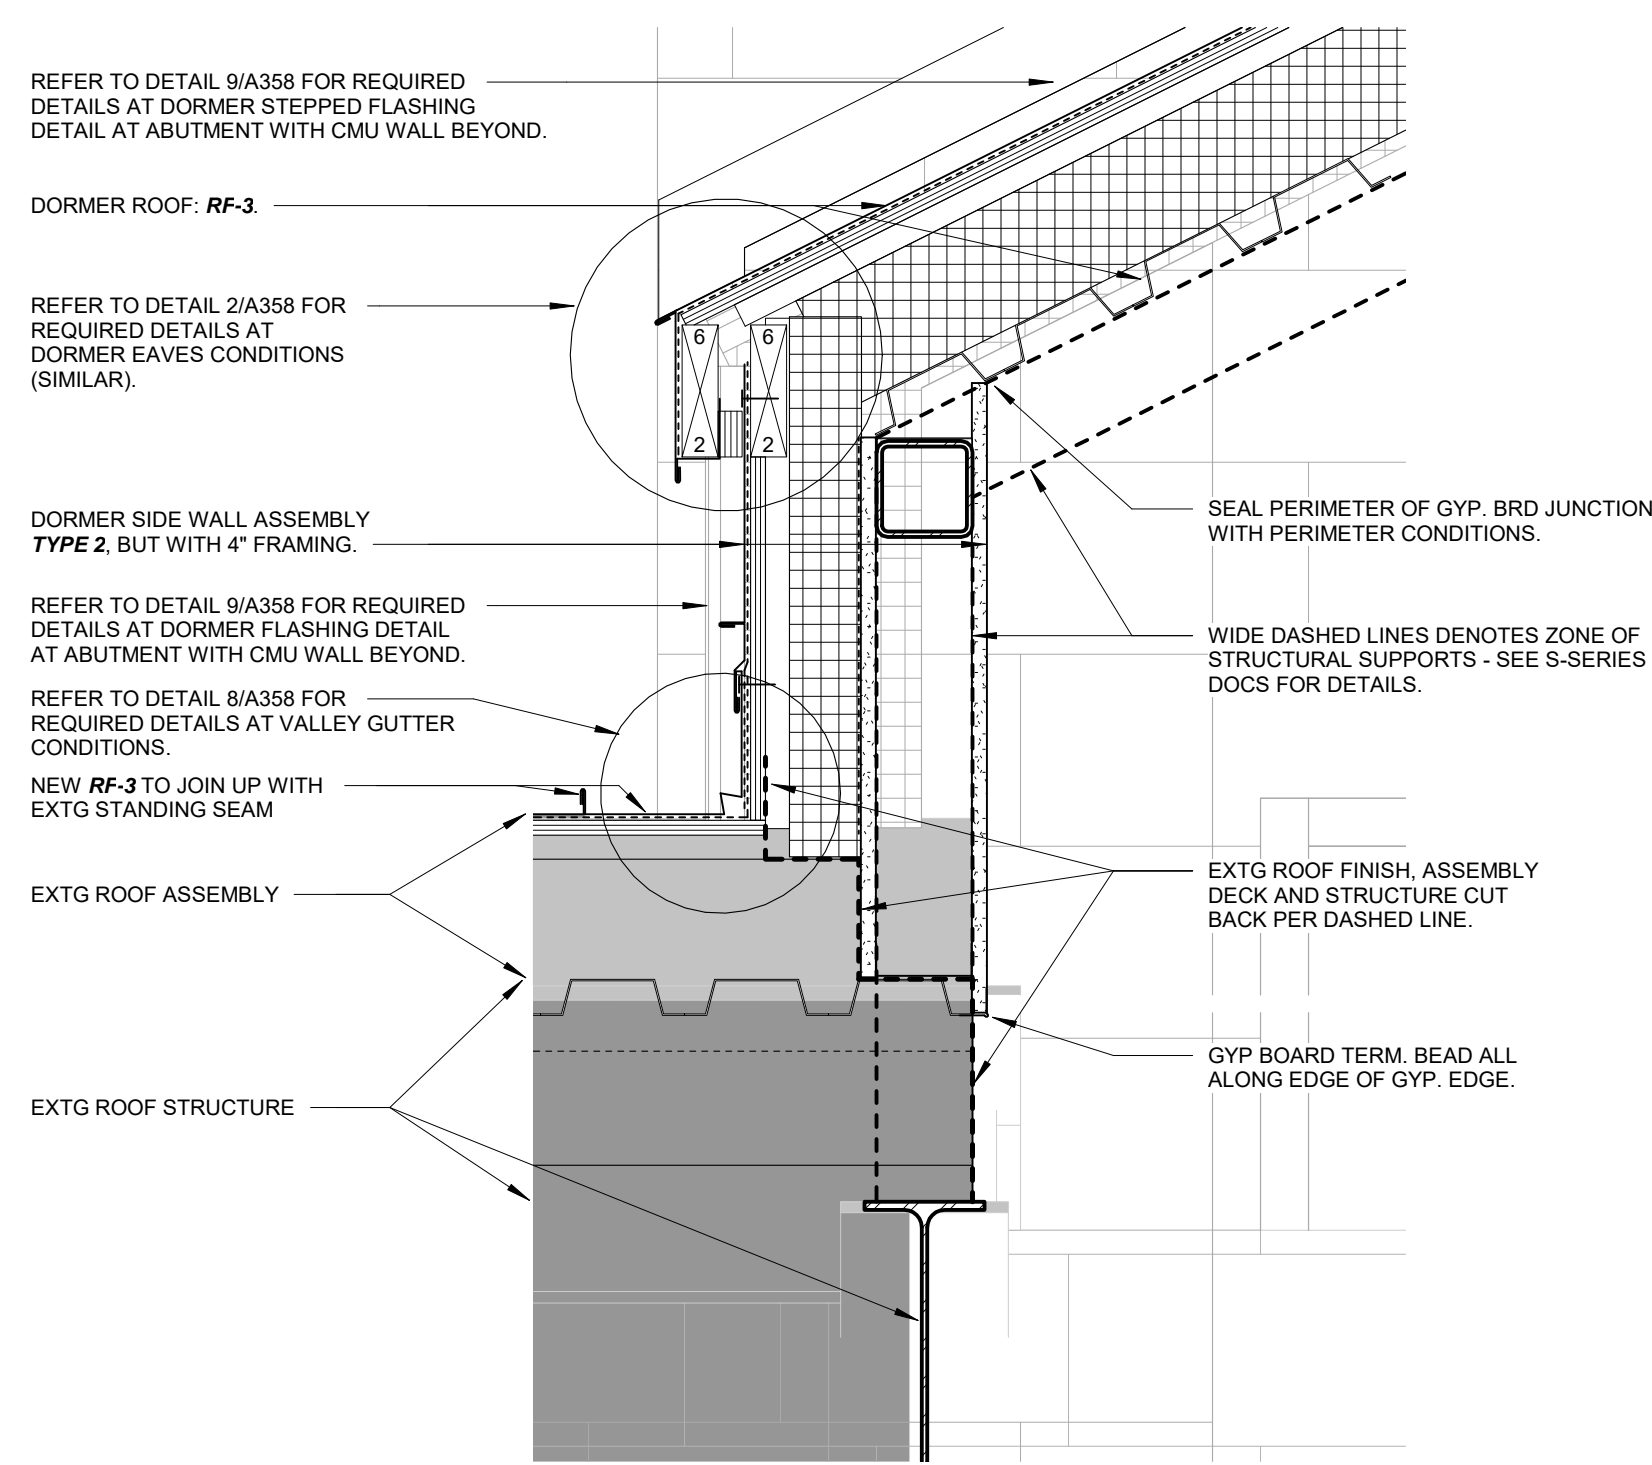 REFER TO DETAIL 9/A358 FOR REQUIRED
DETAILS AT DORMER STEPPED FLASHING
DETAIL AT ABUTMENT WITH CMU WALL BEYOND.
DORMER ROOF: RF-3.
REFER TO DETAIL 2/A358 FOR
REQUIRED DETAILS AT
DORMER EAVES CONDITIONS
(SIMILAR).
6
6
2
2
DORMER SIDE WALL ASSEMBLY
TYPE 2, BUT WITH 4" FRAMING.
REFER TO DETAIL 9/A358 FOR REQUIRED
DETAILS AT DORMER FLASHING DETAIL
AT ABUTMENT WITH CMU WALL BEYOND.
REFER TO DETAIL 8/A358 FOR
REQUIRED DETAILS AT VALLEY GUTTER
CONDITIONS.
NEW RF-3 TO JOIN UP WITH
EXTG STANDING SEAM
EXTG ROOF ASSEMBLY
EXTG ROOF STRUCTURE
SEAL PERIMETER OF GYP. BRD JUNCTION
WITH PERIMETER CONDITIONS.
WIDE DASHED LINES DENOTES ZONE OF
STRUCTURAL SUPPORTS - SEE S-SERIES
DOCS FOR DETAILS.
EXTG ROOF FINISH, ASSEMBLY
DECK AND STRUCTURE CUT
BACK PER DASHED LINE.
GYP BOARD TERM. BEAD ALL
ALONG EDGE OF GYP. EDGE.